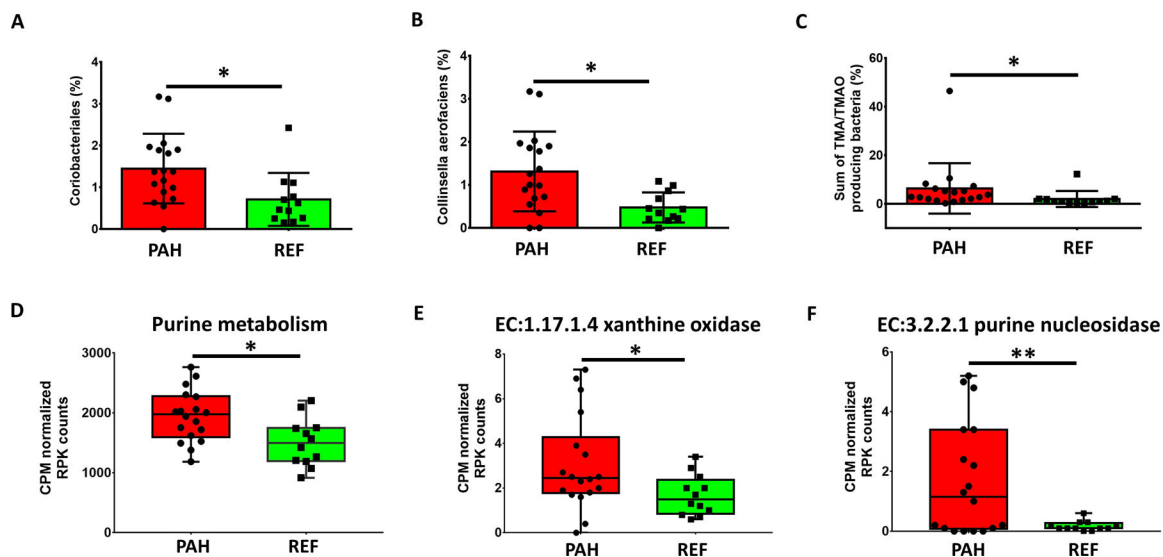 A
Coriobacteriales (%)
4
3
2
1
0
*
PAH
REF
B
Collinsella aerofaciens (%)
4
3
2
1
0
*
PAH
REF
C
Sum of TMA/TMAO
producing bacteria (%)
60
40
20
0
*
PAH
REF
D
Purine metabolism
CPM normalized
RPK counts
3000
2000
1000
0
*
PAH
REF
E
EC:1.17.1.4 xanthine oxidase
CPM normalized
RPK counts
8
6
4
2
0
*
PAH
REF
F
EC:3.2.2.1 purine nucleosidase
CPM normalized
RPK counts
6
4
2
0
**
PAH
REF